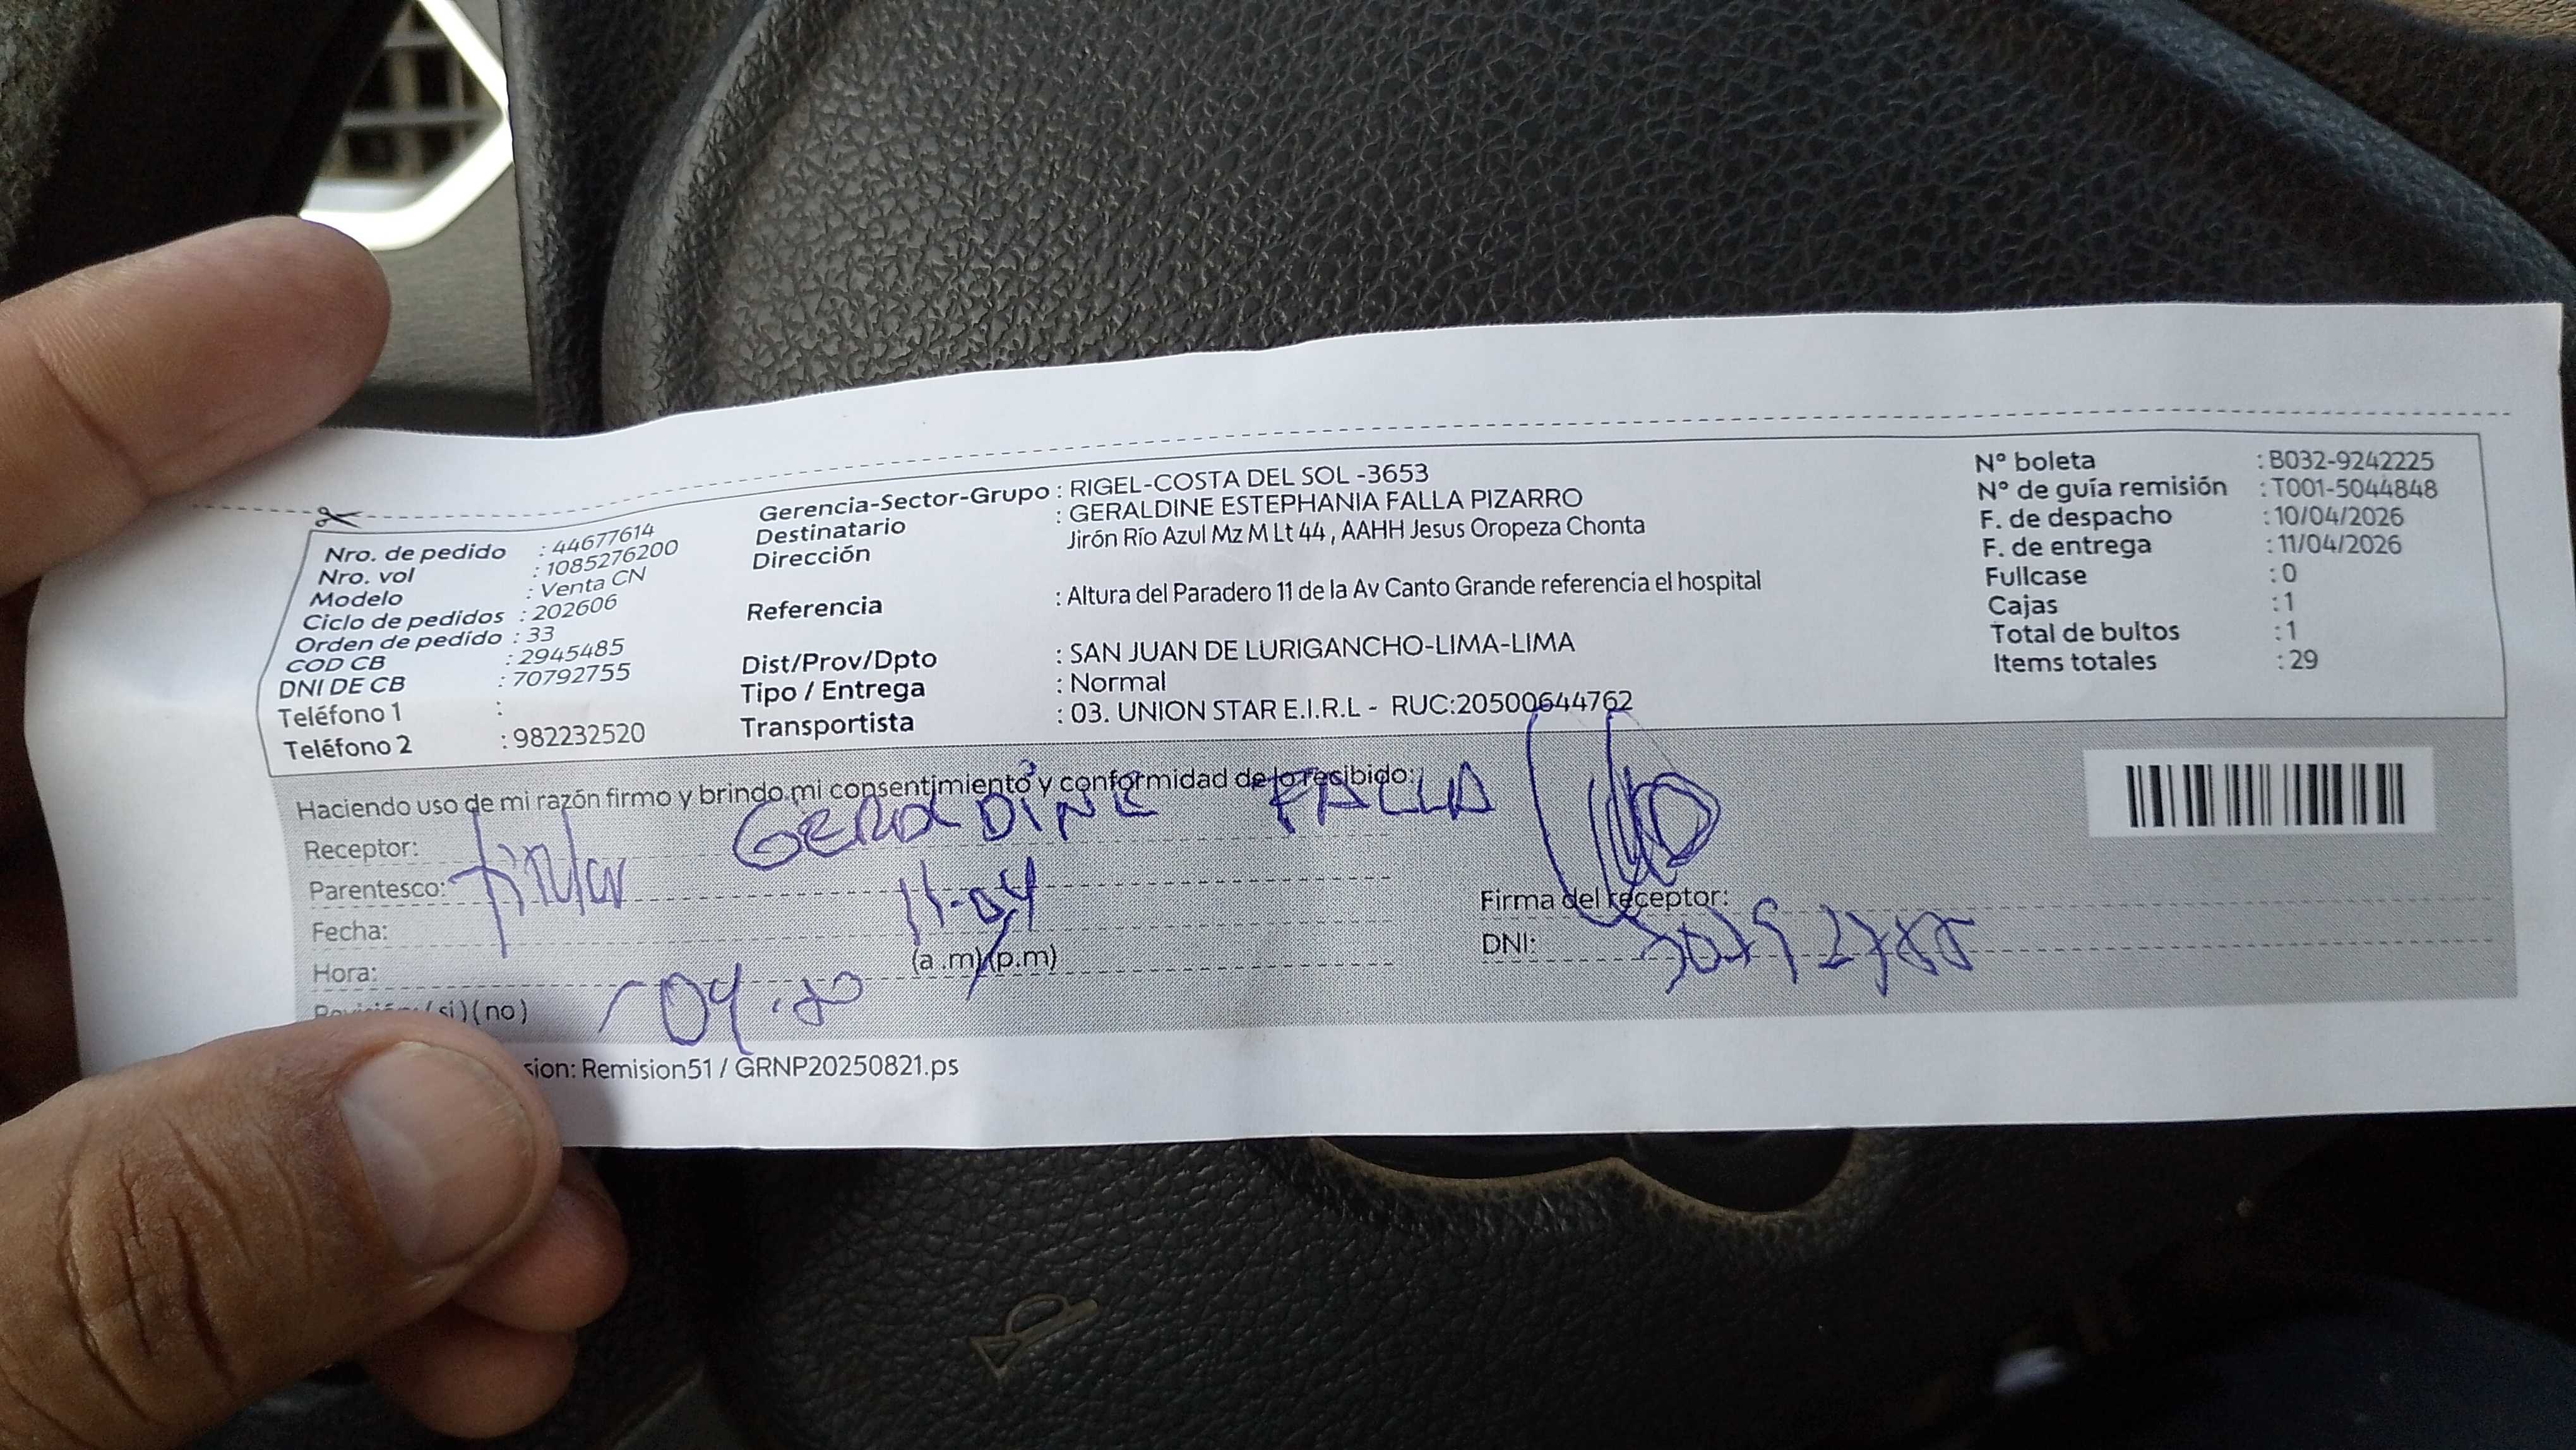 Nro. de pedido : 44677614
Nro. vol : 1085276200
Modelo : Venta CN
Ciclo de pedidos : 202606
Orden de pedido : 33
COD CB : 2945485
DNI DE CB : 70792755
Teléfono 1 :
Teléfono 2 : 982232520
Gerencia-Sector-Grupo : RIGEL-COSTA DEL SOL -3653
Destinatario : GERALDINE ESTEPHANIA FALLA PIZARRO
Dirección Jirón Río Azul Mz M Lt 44 , AAHH Jesus Oropeza Chonta
Referencia : Altura del Paradero 11 de la Av Canto Grande referencia el hospital
Dist/Prov/Dpto : SAN JUAN DE LURIGANCHO-LIMA-LIMA
Tipo / Entrega : Normal
Transportista : 03. UNION STAR E.I.R.L - RUC:20500644762
N° boleta : B032-9242225
N° de guía remisión : T001-5044848
F. de despacho : 10/04/2026
F. de entrega : 11/04/2026
Fullcase : 0
Cajas : 1
Total de bultos : 1
Items totales : 29
Haciendo uso de mi razón firmo y brindo mi consentimiento y conformidad de lo recibido:
Receptor: GERALDINE FALLA
Parentesco: titular
Fecha: 11-04
Hora: 04.20 (a .m)(p.m)
(si)(no)
Firma del receptor:
DNI:
sion: Remision51 / GRNP20250821.ps